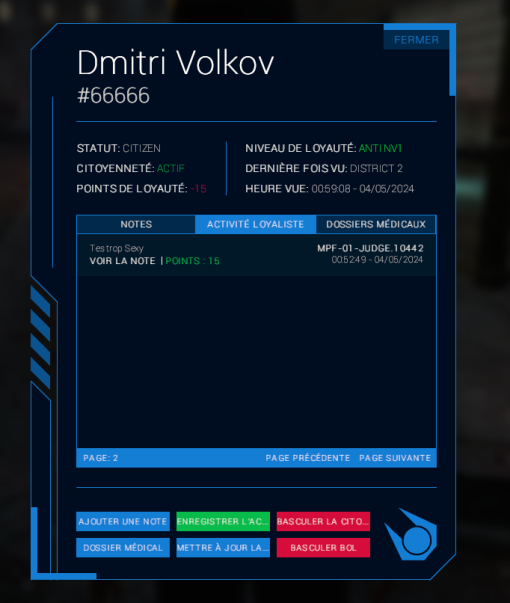 FERMER
Dmitri Volkov
#66666
STATUT: CITIZEN
NIVEAU DE LOYAUTÉ: ANTI NV1
CITOYENNETÉ: ACTIF
DERNIÈRE FOIS VU: DISTRICT 2
POINTS DE LOYAUTÉ: -15
HEURE VUE: 00:59:08 - 04/05/2024
NOTES
ACTIVITÉ LOYALISTE
DOSSIERS MÉDICAUX
Tes trop Sexy
MPF-01-JUDGE.10442
VOIR LA NOTE | POINTS : 15
00:52:49 - 04/05/2024
PAGE: 2
PAGE PRÉCÉDENTE
PAGE SUIVANTE
AJOUTER UNE NOTE
ENREGISTRER L'AC...
BASCULER LA CITO...
DOSSIER MÉDICAL
METTRE À JOUR LA...
BASCULER BOL